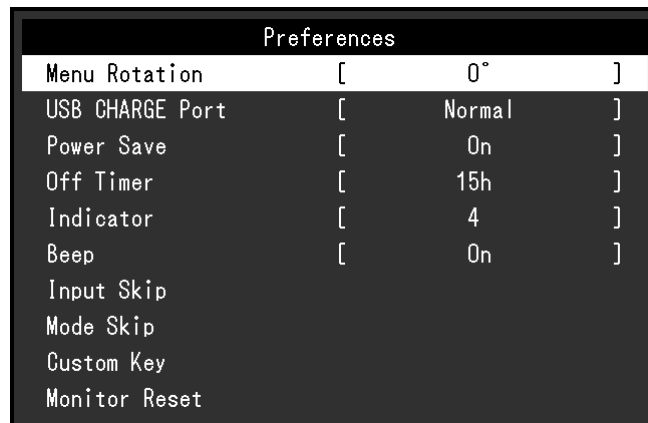 Preferences
Menu Rotation [ 0° ]
USB CHARGE Port [ Normal ]
Power Save [ On ]
Off Timer [ 15h ]
Indicator [ 4 ]
Beep [ On ]
Input Skip
Mode Skip
Custom Key
Monitor Reset